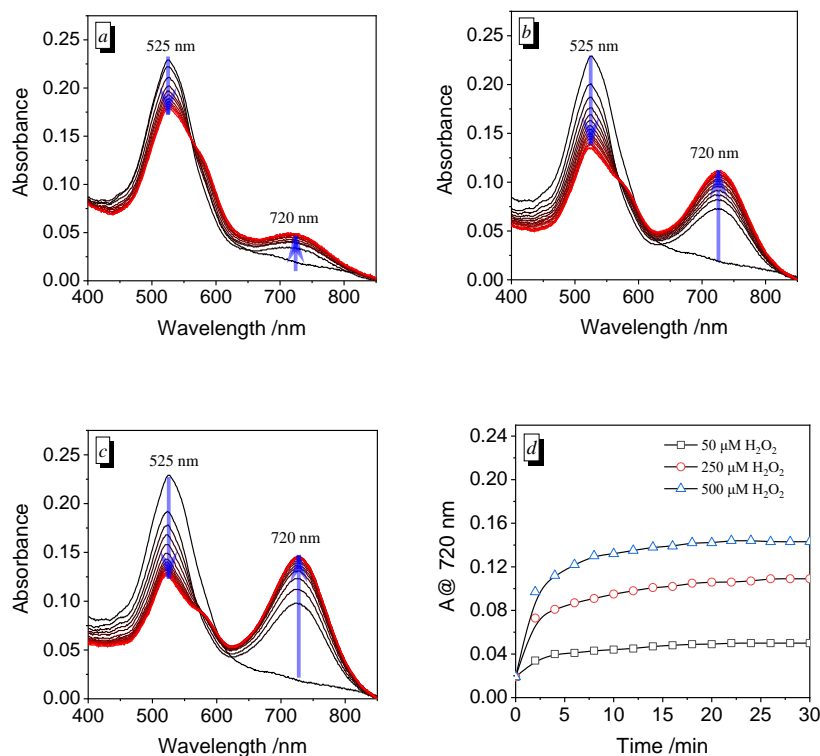 a
525 nm
720 nm
0.25
0.20
0.15
0.10
0.05
0.00
Absorbance
400 500 600 700 800
Wavelength /nm
b
525 nm
720 nm
0.25
0.20
0.15
0.10
0.05
0.00
Absorbance
400 500 600 700 800
Wavelength /nm
c
525 nm
720 nm
0.25
0.20
0.15
0.10
0.05
0.00
Absorbance
400 500 600 700 800
Wavelength /nm
d
50 μM H₂O₂
250 μM H₂O₂
500 μM H₂O₂
0.24
0.20
0.16
0.12
0.08
0.04
0.00
A@ 720 nm
0 5 10 15 20 25 30
Time /min